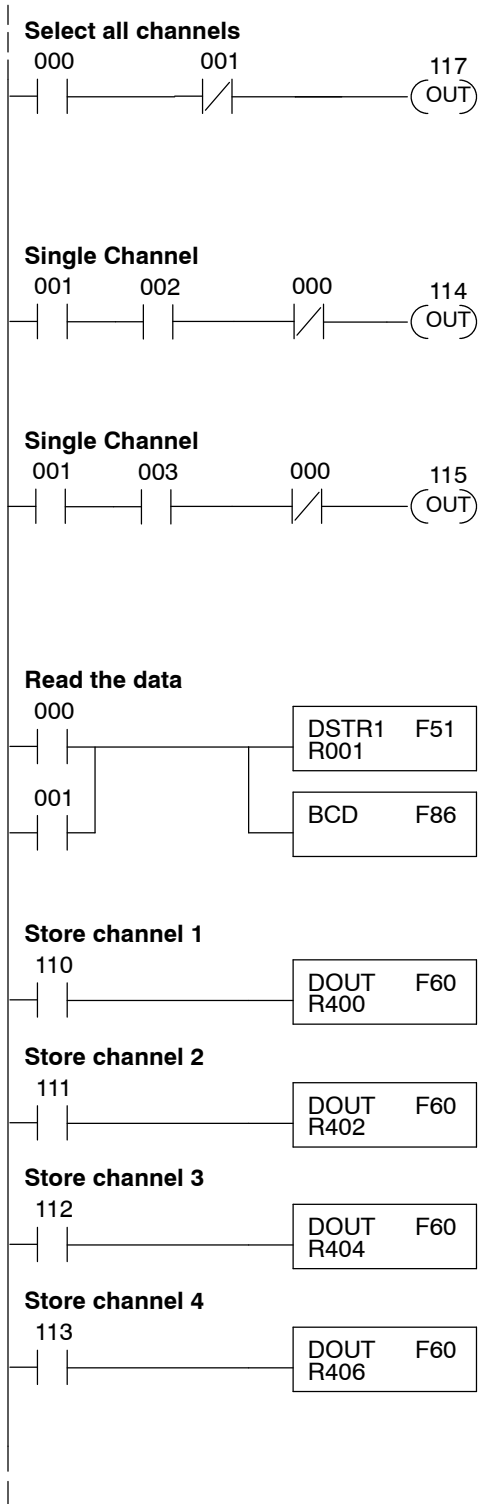 Select all channels
000 001 117
OUT
Single Channel
001 002 000 114
OUT
Single Channel
001 003 000 115
OUT
Read the data
000
DSTR1 F51
R001
001
BCD F86
Store channel 1
110
DOUT F60
R400
Store channel 2
111
DOUT F60
R402
Store channel 3
112
DOUT F60
R404
Store channel 4
113
DOUT F60
R406